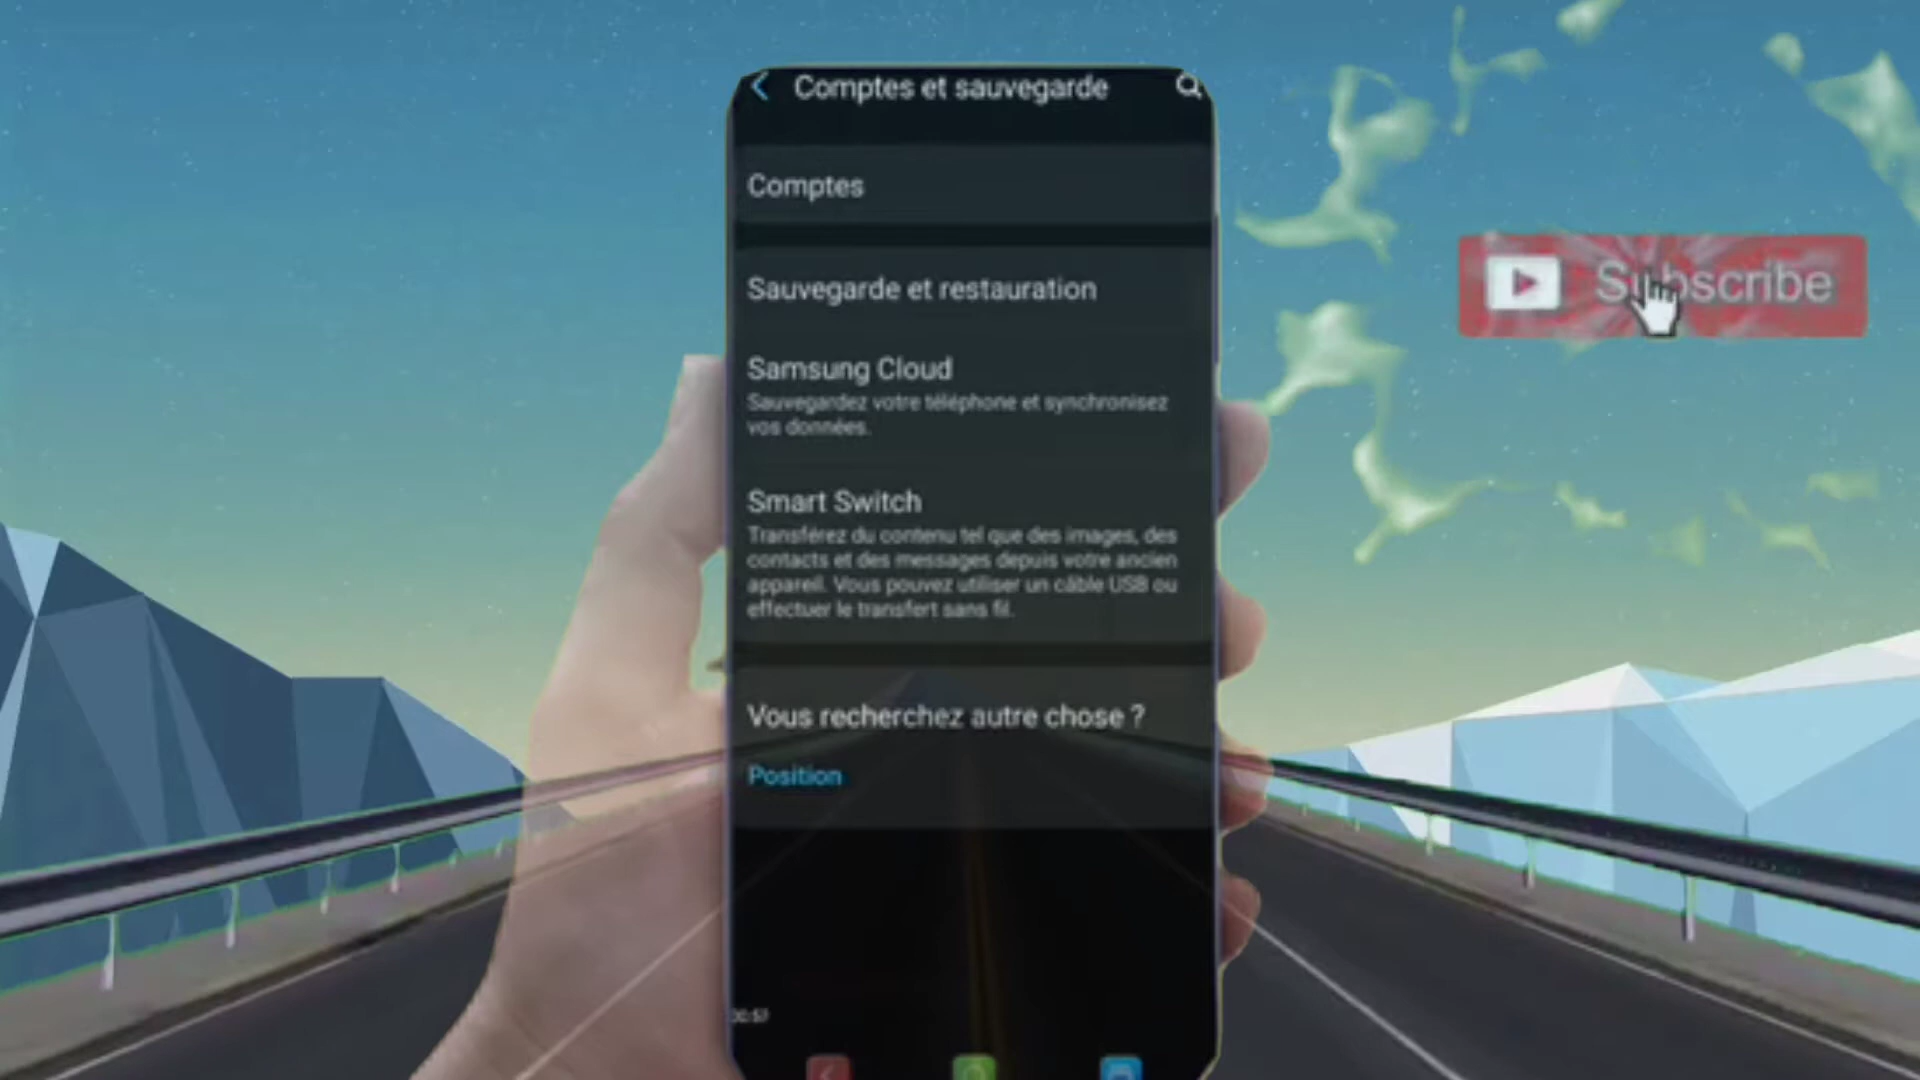 Comptes et sauvegarde
Comptes
Sauvegarde et restauration
Samsung Cloud
Sauvegardez votre téléphone et synchronisez
vos données.
Smart Switch
Transférez du contenu tel que des images, des
contacts et des messages depuis votre ancien
appareil. Vous pouvez utiliser un câble USB ou
effectuer le transfert sans fil.
Vous recherchez autre chose ?
Position
Subscribe